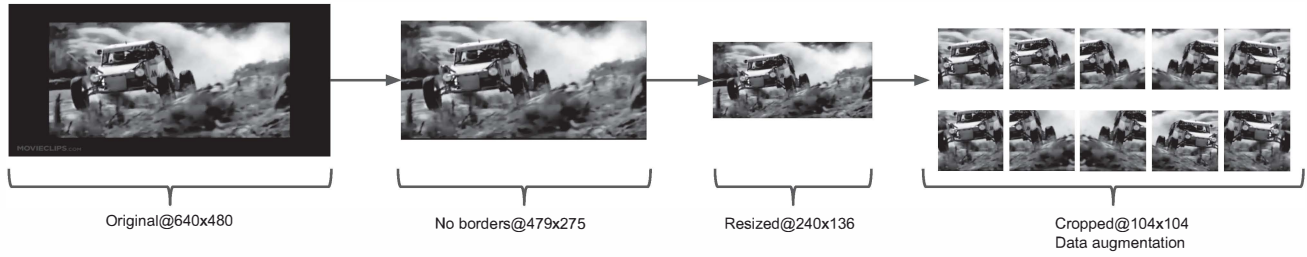 MOVIECLIPS.COM
Original@640x480
No borders@479x275
Resized@240x136
Cropped@104x104
Data augmentation